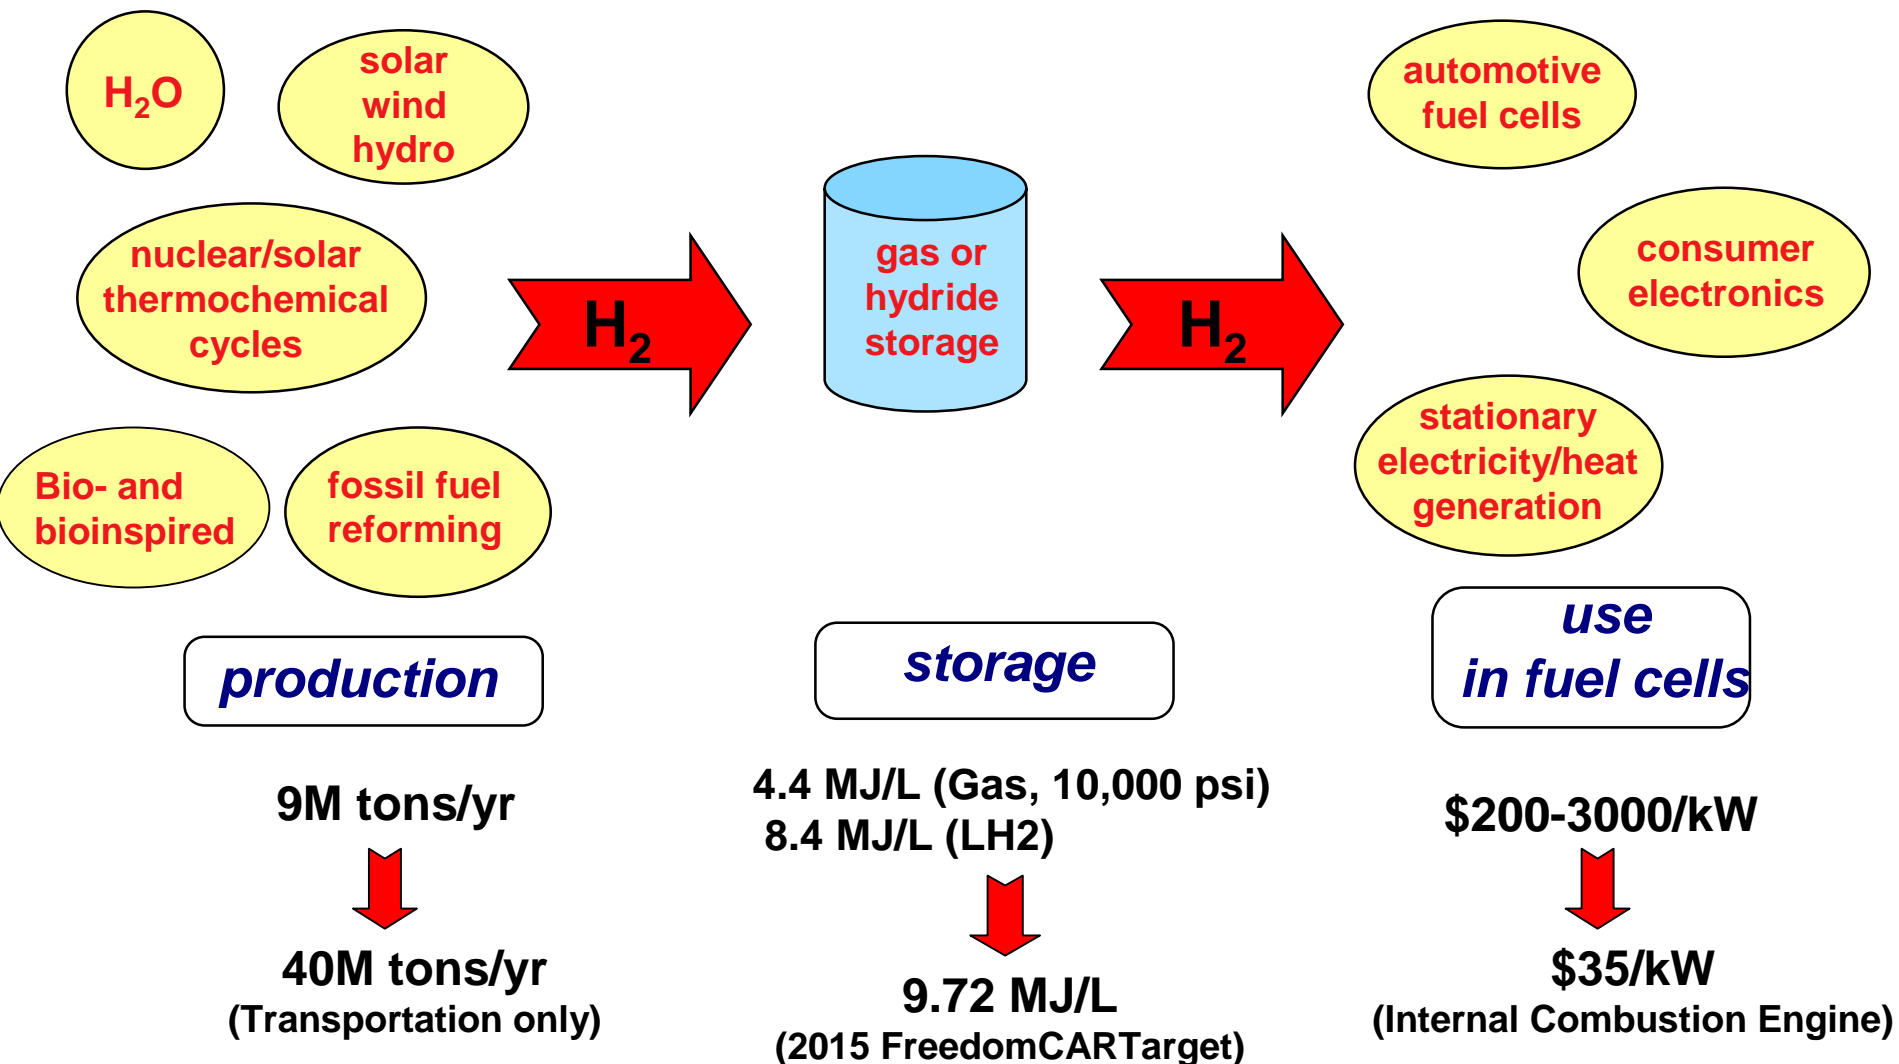 H₂O
solar
wind
hydro
nuclear/solar
thermochemical
cycles
Bio- and
bioinspired
fossil fuel
reforming
H₂
gas or
hydride
storage
H₂
automotive
fuel cells
consumer
electronics
stationary
electricity/heat
generation
production
9M tons/yr
40M tons/yr
(Transportation only)
storage
4.4 MJ/L (Gas, 10,000 psi)
8.4 MJ/L (LH2)
9.72 MJ/L
(2015 FreedomCARTarget)
use
in fuel cells
$200-3000/kW
$35/kW
(Internal Combustion Engine)